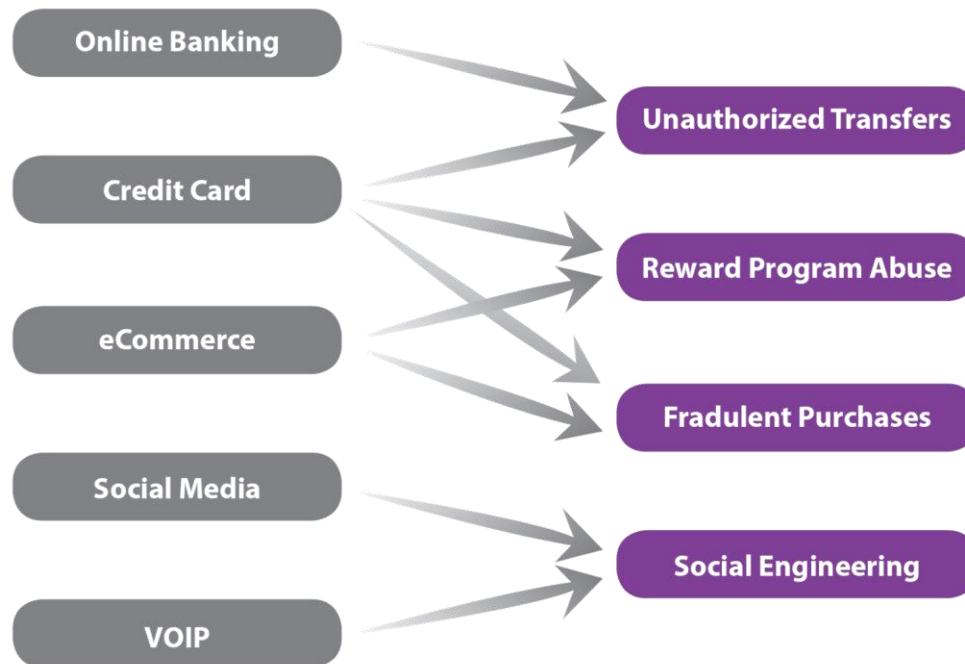 Online Banking
Credit Card
eCommerce
Social Media
VOIP
Unauthorized Transfers
Reward Program Abuse
Fradulent Purchases
Social Engineering